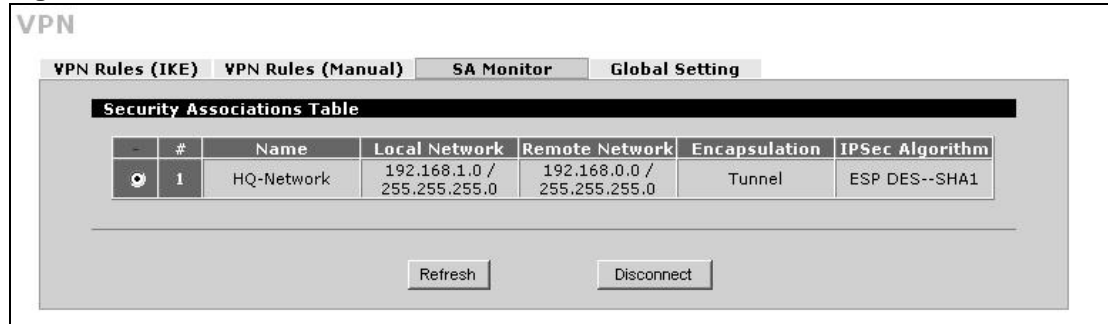 VPN
VPN Rules (IKE) VPN Rules (Manual) SA Monitor Global Setting
Security Associations Table
- # Name Local Network Remote Network Encapsulation IPSec Algorithm
1 HQ-Network 192.168.1.0 / 255.255.255.0 192.168.0.0 / 255.255.255.0 Tunnel ESP DES--SHA1
Refresh Disconnect